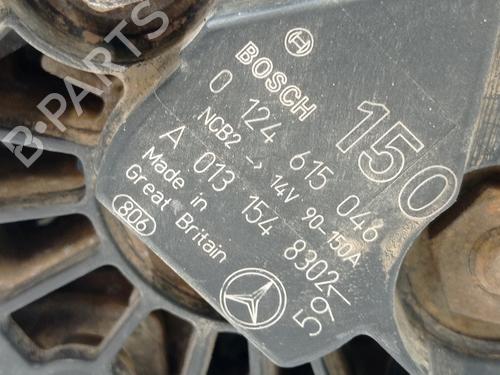 BOSCH
0 124 615 046
150
NCB2 → 14V 90-150A
A 013 154 8302
Made in
Great Britain
806
B-PARTS